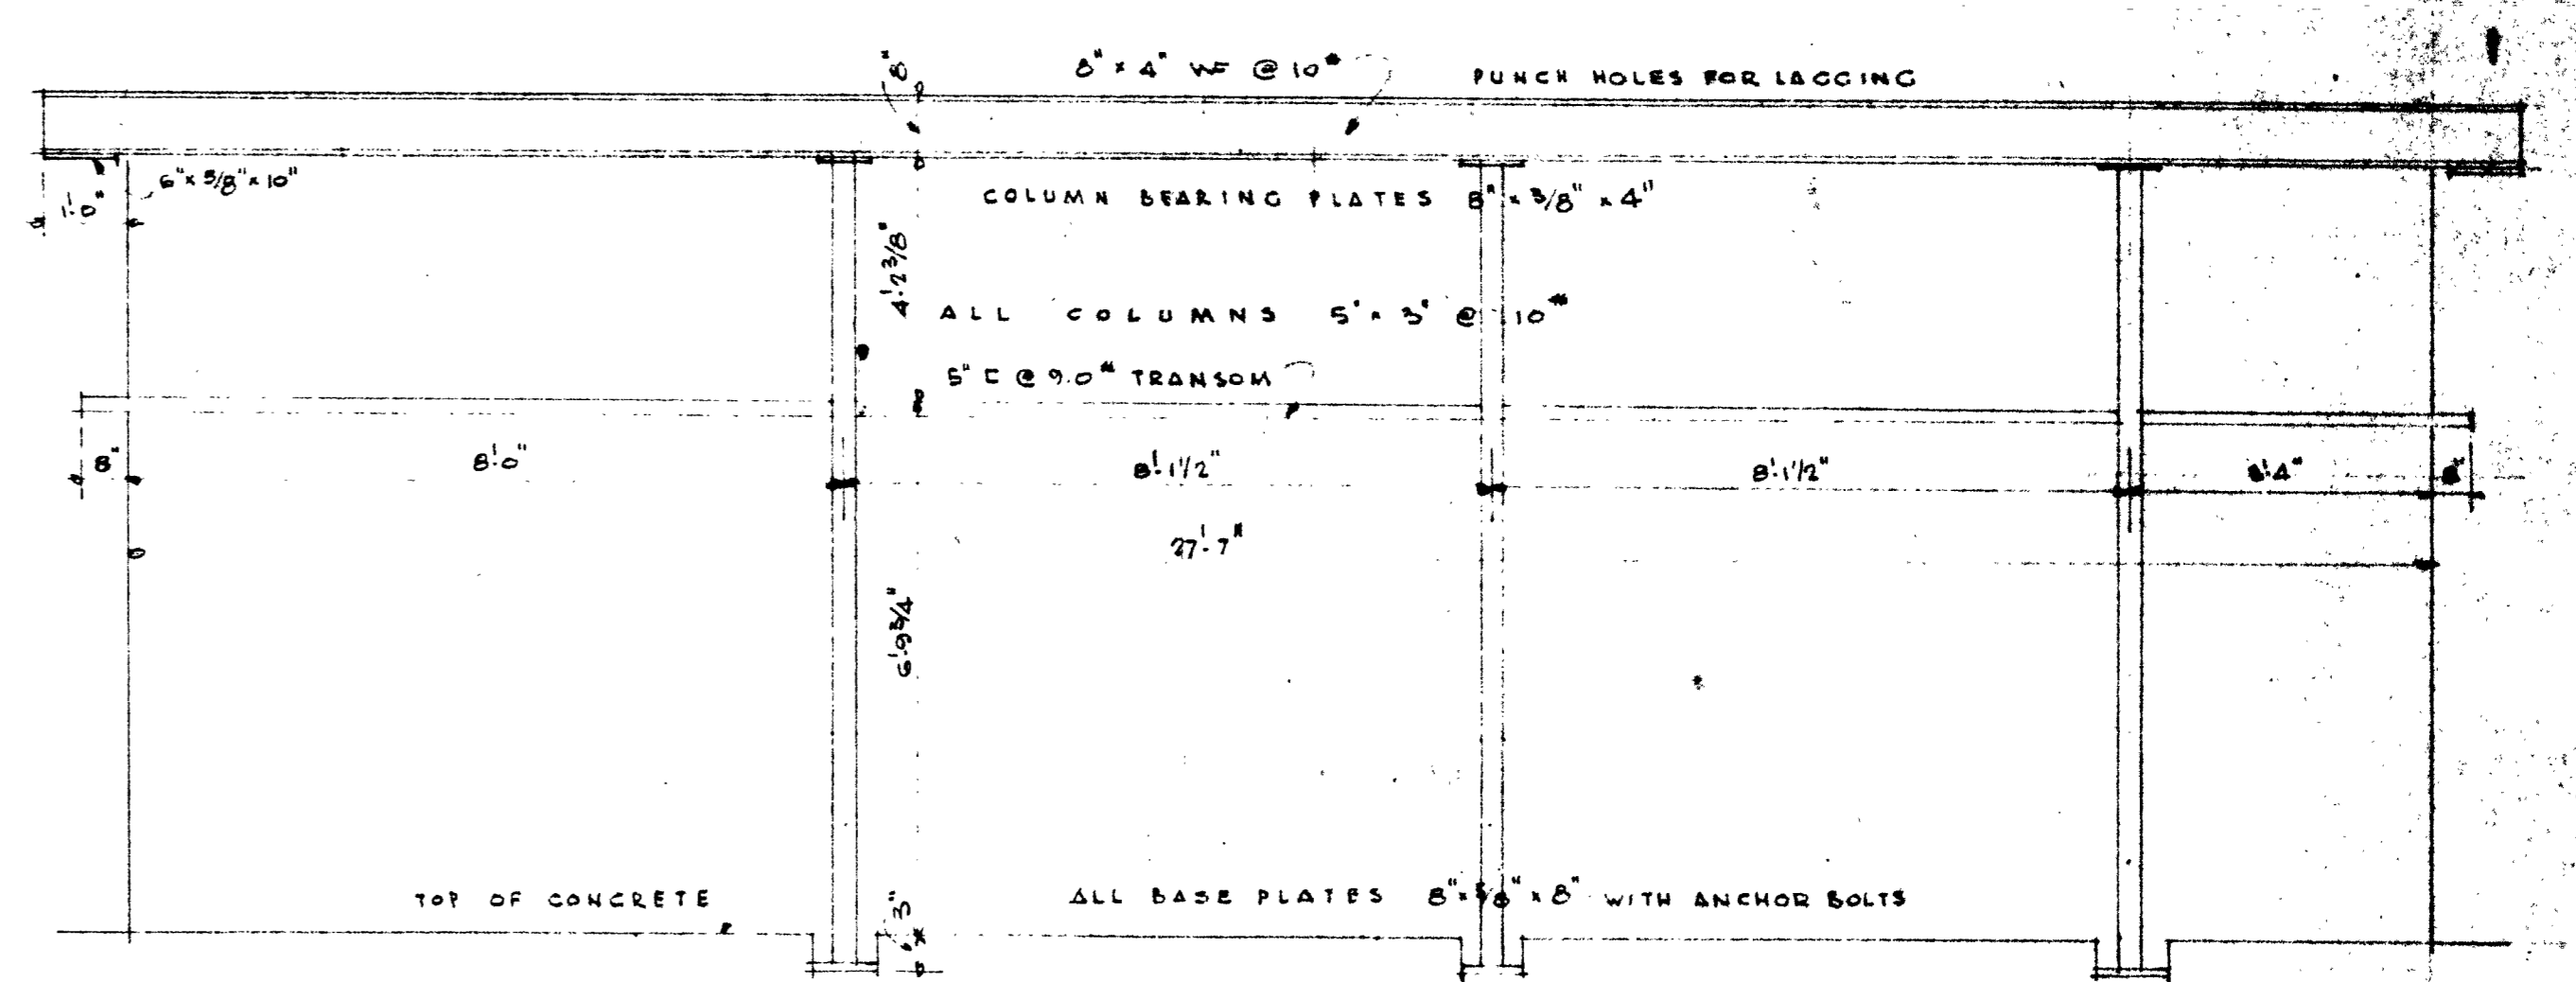 8"
8" x 4" WF @ 10#
PUNCH HOLES FOR LAGGING
6" x 5/8" x 10"
1'-0"
COLUMN BEARING PLATES 8" x 3/8" x 4"
4'-2 3/8"
ALL COLUMNS 5" x 3" @ 10#
5" [ @ 9.0# TRANSOM
8"
8'-0"
8'-1 1/2"
8'-1 1/2"
27'-7"
6'-9 3/4"
TOP OF CONCRETE
3"
ALL BASE PLATES 8" x 8" WITH ANCHOR BOLTS